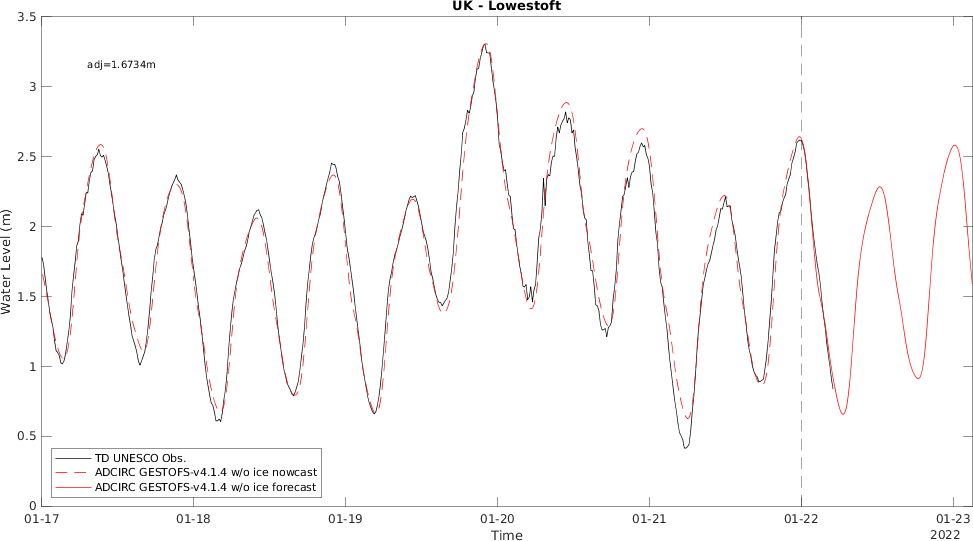 UK - Lowestoft
adj=1.6734m
Water Level (m)
3.5
3
2.5
2
1.5
1
0.5
0
TD UNESCO Obs.
ADCIRC GESTOFS-v4.1.4 w/o ice nowcast
ADCIRC GESTOFS-v4.1.4 w/o ice forecast
01-17 01-18 01-19 01-20 01-21 01-22 01-23
Time
2022